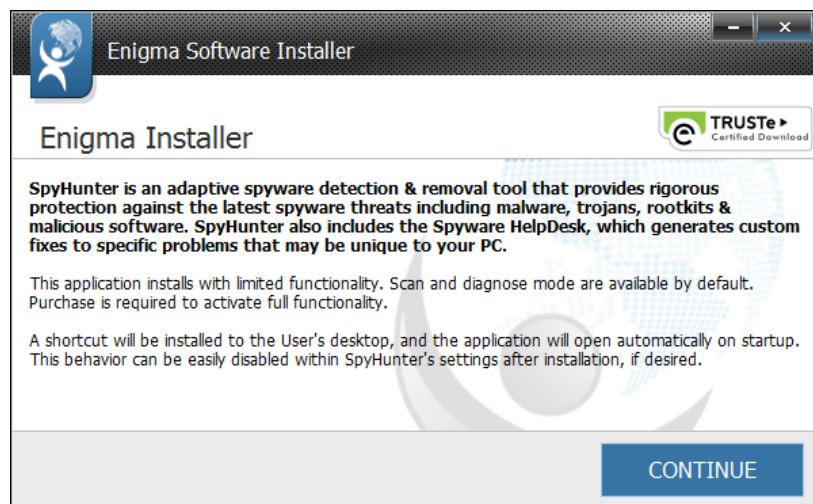 Enigma Software Installer
Enigma Installer
TRUSTe
Certified Download
SpyHunter is an adaptive spyware detection & removal tool that provides rigorous
protection against the latest spyware threats including malware, trojans, rootkits &
malicious software. SpyHunter also includes the Spyware HelpDesk, which generates custom
fixes to specific problems that may be unique to your PC.
This application installs with limited functionality. Scan and diagnose mode are available by default.
Purchase is required to activate full functionality.
A shortcut will be installed to the User's desktop, and the application will open automatically on startup.
This behavior can be easily disabled within SpyHunter's settings after installation, if desired.
CONTINUE